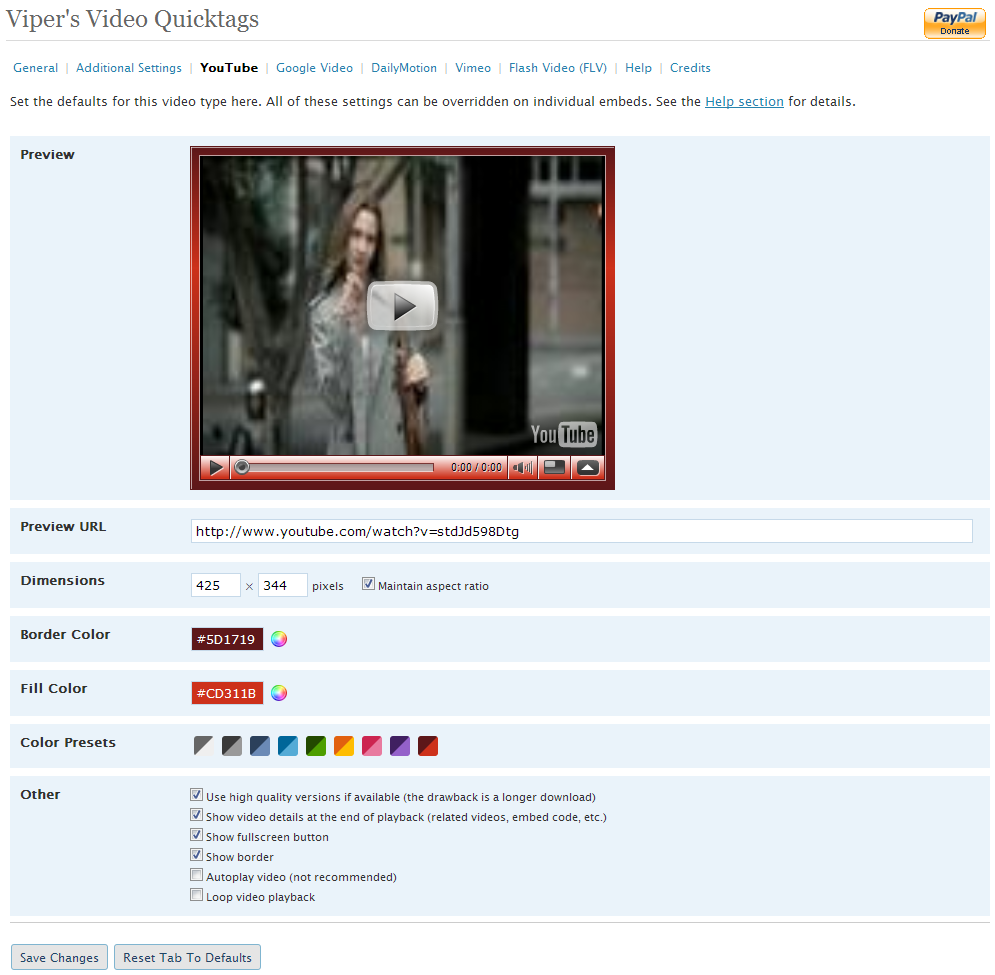 Viper's Video Quicktags
PayPal
Donate
General | Additional Settings | YouTube | Google Video | DailyMotion | Vimeo | Flash Video (FLV) | Help | Credits
Set the defaults for this video type here. All of these settings can be overridden on individual embeds. See the Help section for details.
Preview
YouTube
0:00 / 0:00
Preview URL
http://www.youtube.com/watch?v=stdJd598Dtg
Dimensions
425 × 344 pixels Maintain aspect ratio
Border Color
#5D1719
Fill Color
#CD311B
Color Presets
Other
Use high quality versions if available (the drawback is a longer download)
Show video details at the end of playback (related videos, embed code, etc.)
Show fullscreen button
Show border
Autoplay video (not recommended)
Loop video playback
Save Changes
Reset Tab To Defaults